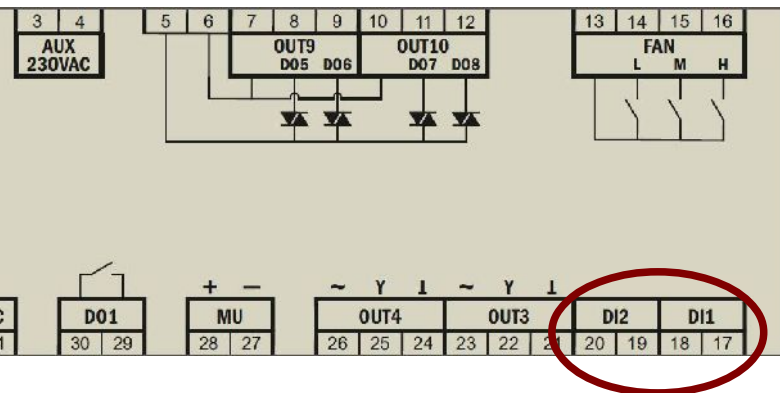 3 4 5 6 7 8 9 10 11 12 13 14 15 16
AUX 230VAC
OUT9
DO5 DO6
OUT10
DO7 DO8
FAN
L M H
+ — ~ Y ⊥ ~ Y ⊥
DO1 MU OUT4 OUT3 DI2 DI1
30 29 28 27 26 25 24 23 22 21 20 19 18 17